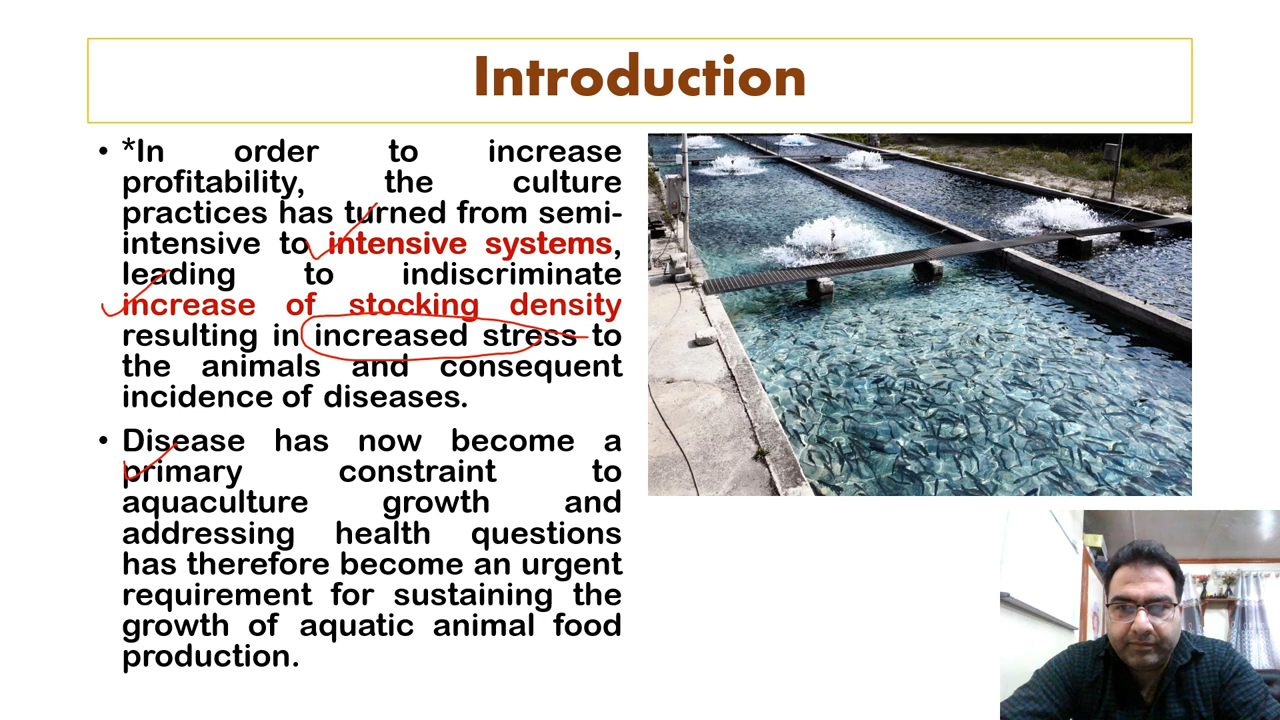 Introduction
• *In order to increase
profitability, the culture
practices has turned from semi-
intensive to intensive systems,
leading to indiscriminate
increase of stocking density
resulting in increased stress to
the animals and consequent
incidence of diseases.
• Disease has now become a
primary constraint to
aquaculture growth and
addressing health questions
has therefore become an urgent
requirement for sustaining the
growth of aquatic animal food
production.